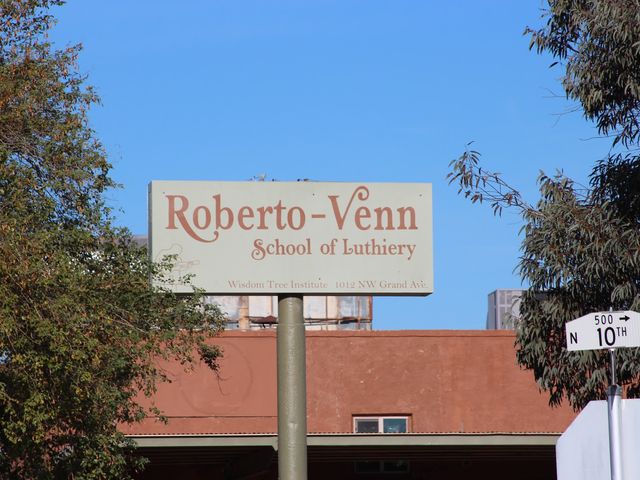 Roberto-Venn
School of Luthiery
Wisdom Tree Institute 1012 NW Grand Ave.
500 →
N 10TH